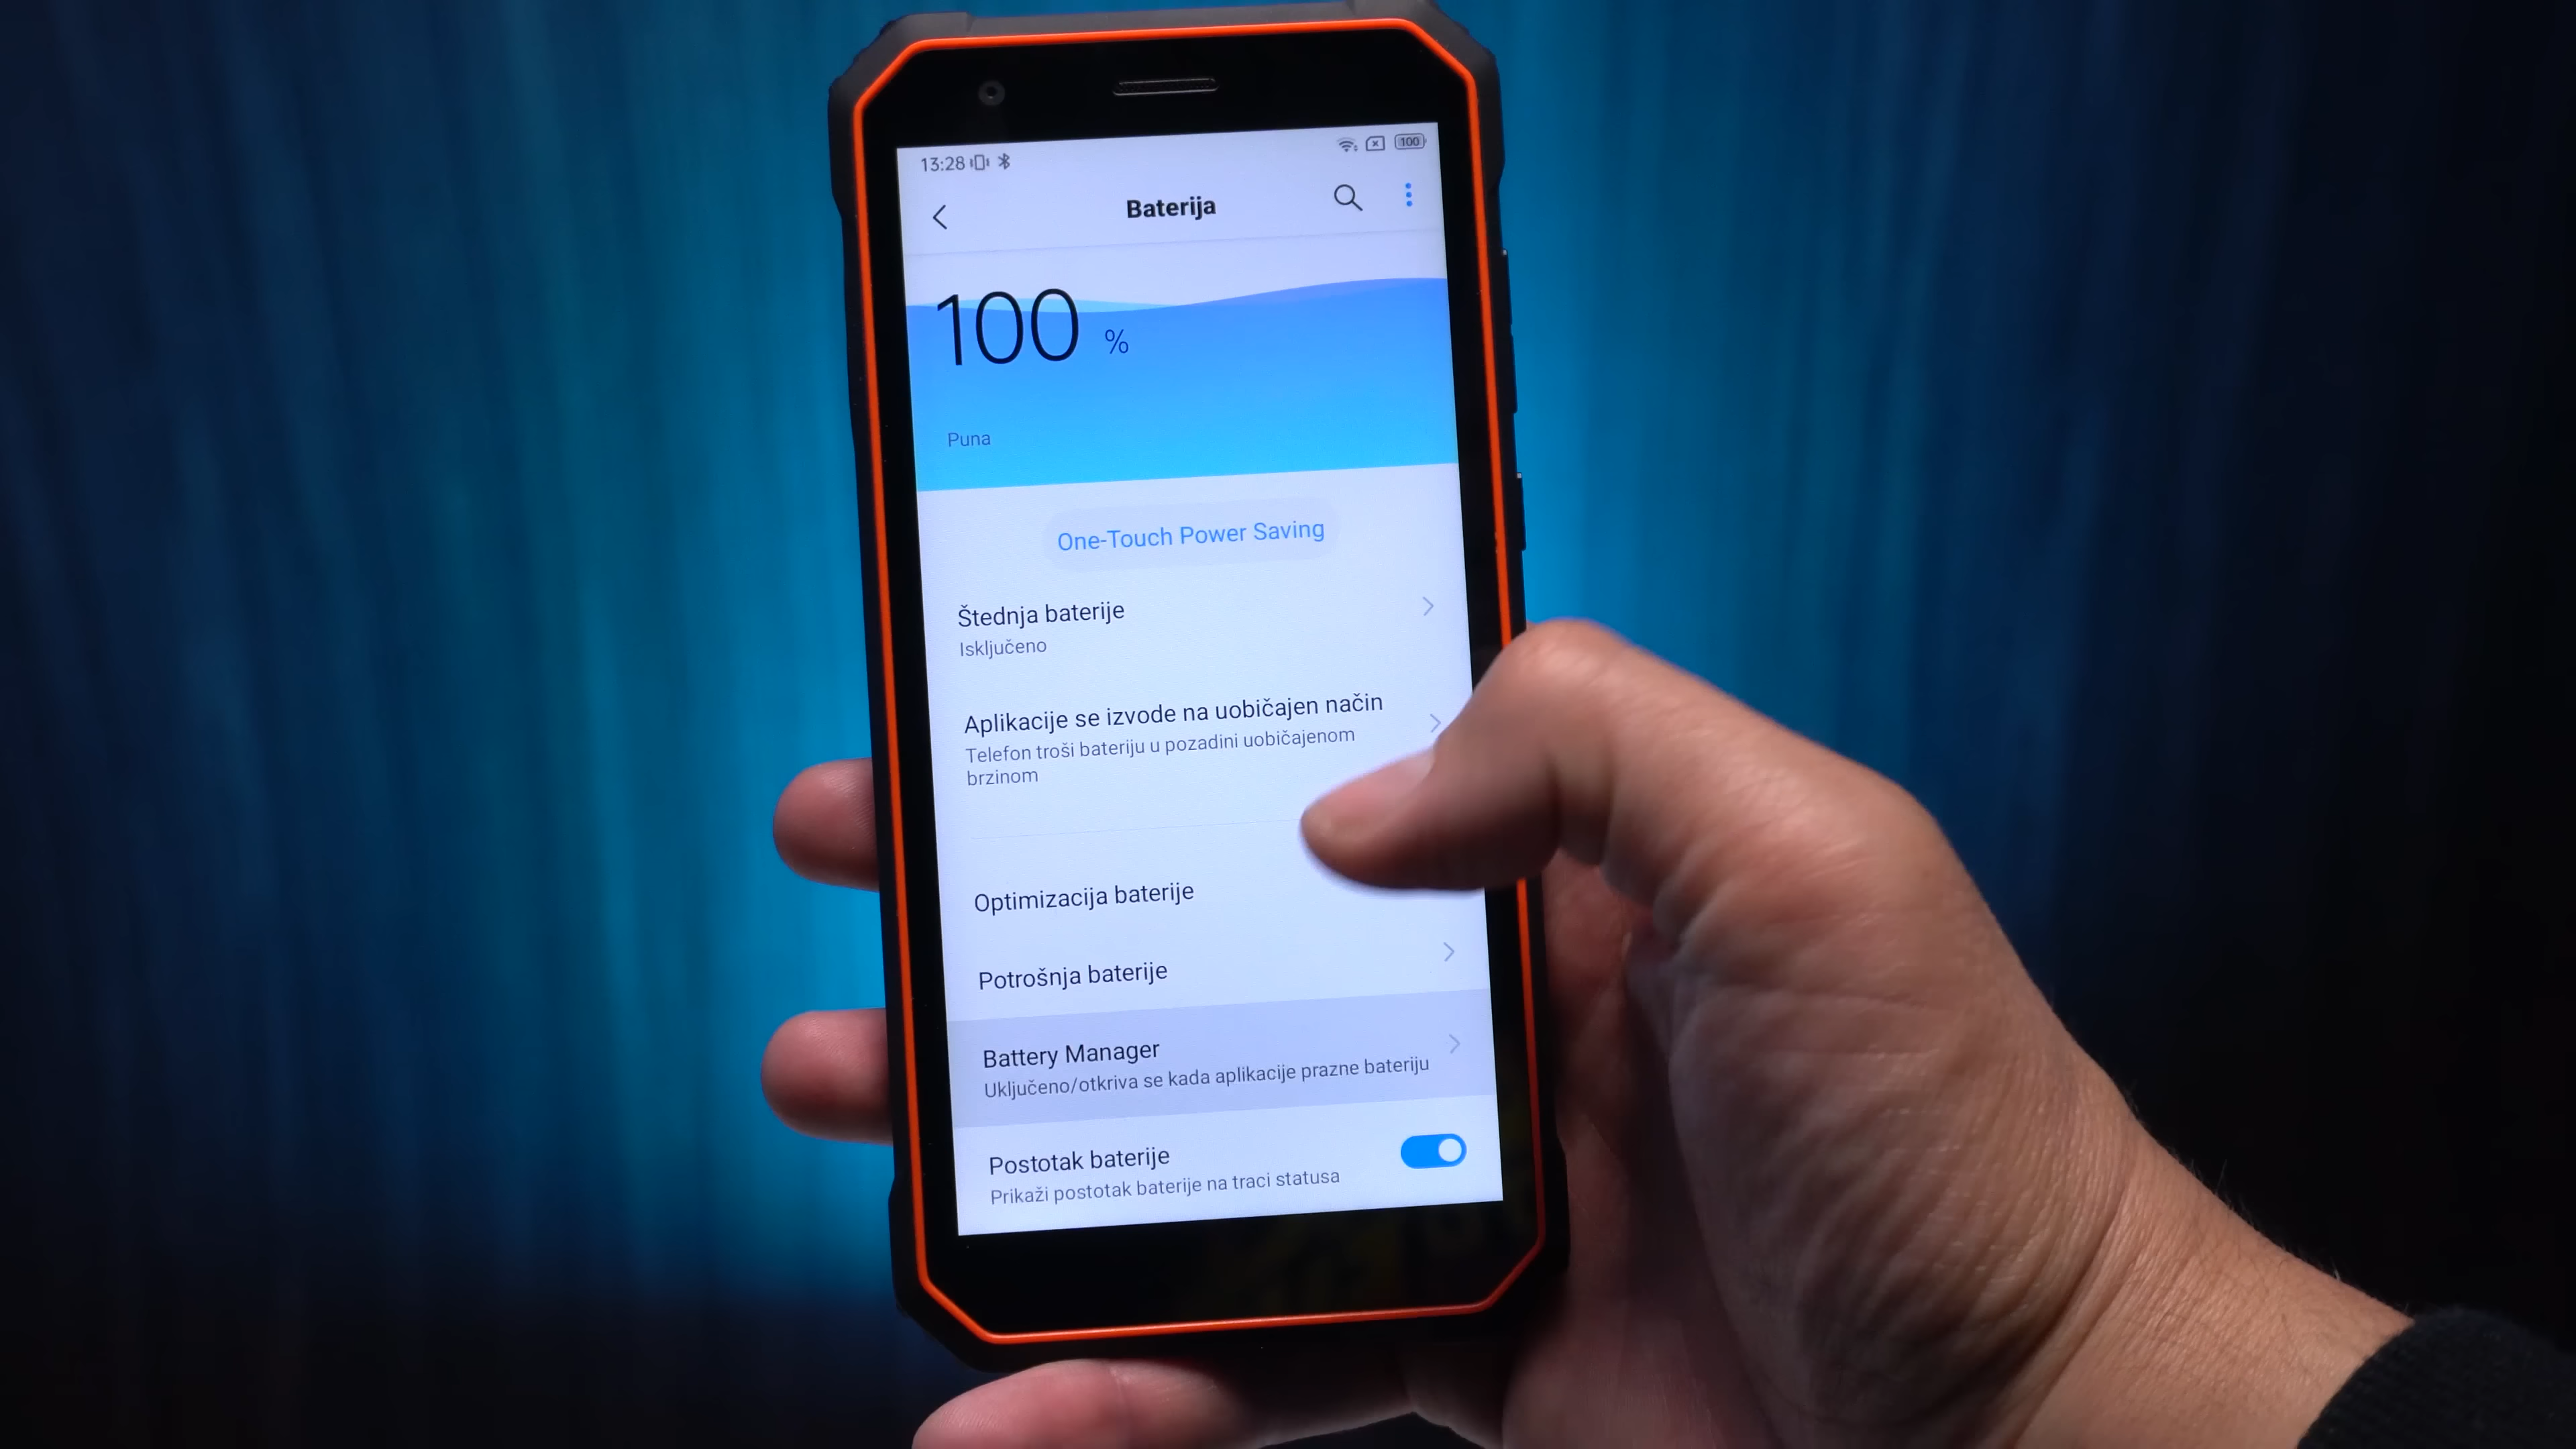 13:28
100
Baterija
100 %
Puna
One-Touch Power Saving
Štednja baterije
Isključeno
Aplikacije se izvode na uobičajen način
Telefon troši bateriju u pozadini uobičajenom
brzinom
Optimizacija baterije
Potrošnja baterije
Battery Manager
Uključeno/otkriva se kada aplikacije prazne bateriju
Postotak baterije
Prikaži postotak baterije na traci statusa